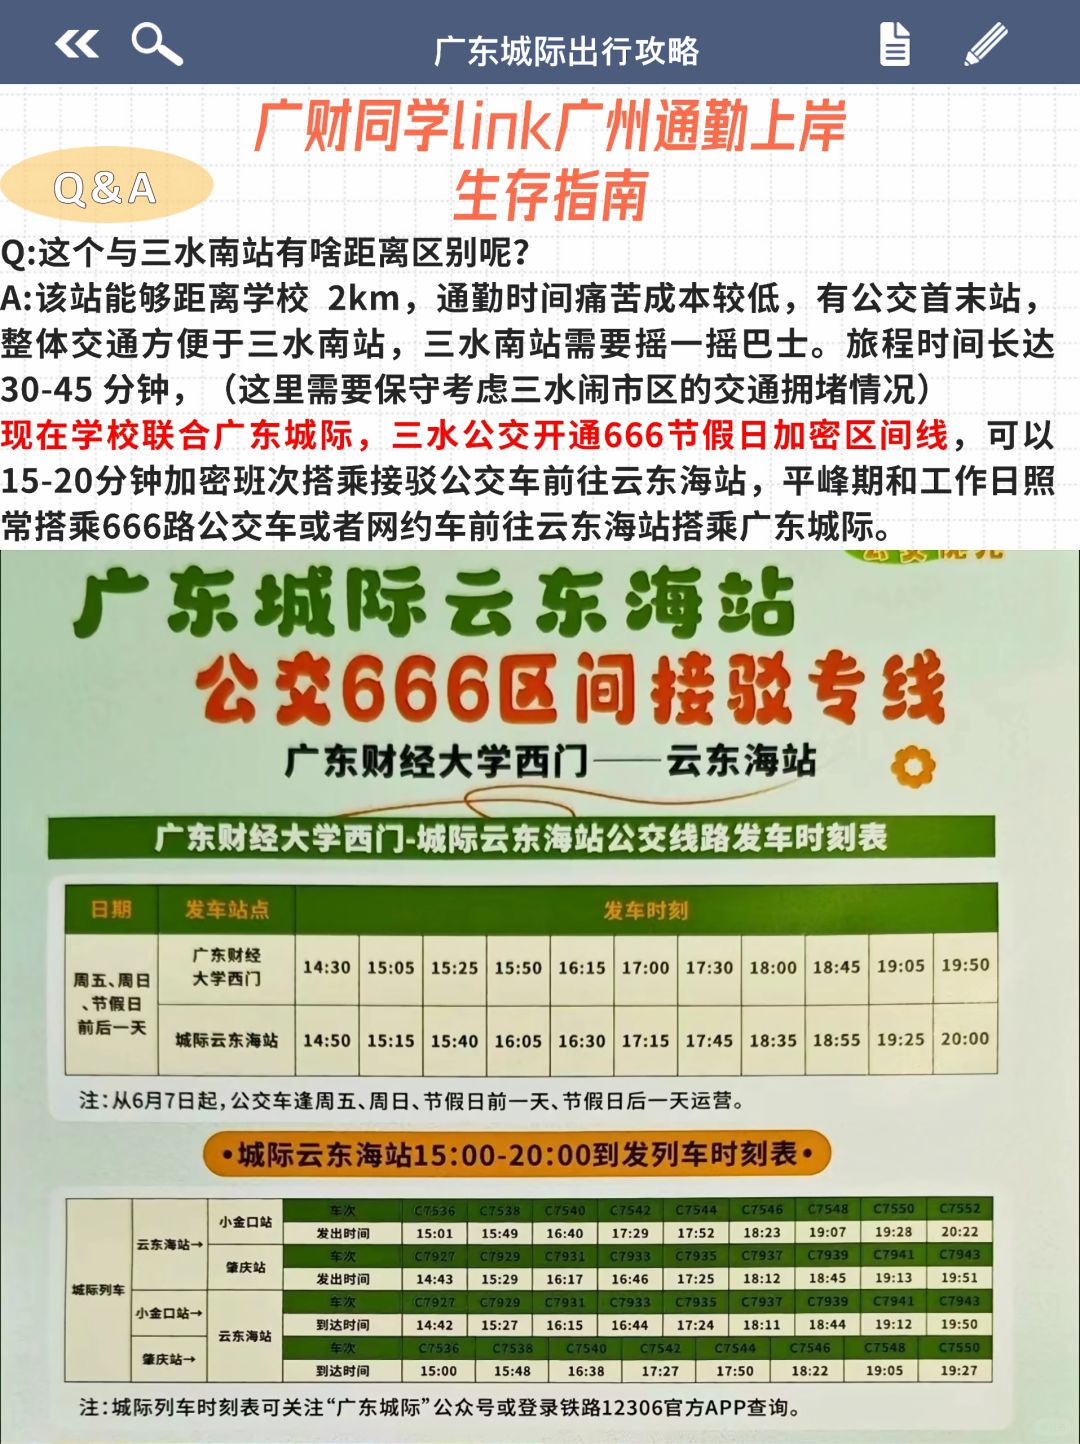 广东城际出行攻略
广财同学link广州通勤上岸
生存指南
Q&A
Q:这个与三水南站有啥距离区别呢？
A:该站能够距离学校 2km，通勤时间痛苦成本较低，有公交首末站，
整体交通方便于三水南站，三水南站需要摇一摇巴士。旅程时间长达
30-45 分钟，（这里需要保守考虑三水闹市区的交通拥堵情况）
现在学校联合广东城际，三水公交开通666节假日加密区间线，可以
15-20分钟加密班次搭乘接驳公交车前往云东海站，平峰期和工作日照
常搭乘666路公交车或者网约车前往云东海站搭乘广东城际。
广东城际云东海站
公交666区间接驳专线
广东财经大学西门——云东海站
广东财经大学西门-城际云东海站公交线路发车时刻表
日期 发车站点 发车时刻
周五、周日
、节假日
前后一天
广东财经
大学西门
14:30 15:05 15:25 15:50 16:15 17:00 17:30 18:00 18:45 19:05 19:50
城际云东海站 14:50 15:15 15:40 16:05 16:30 17:15 17:45 18:35 18:55 19:25 20:00
注：从6月7日起，公交车逢周五、周日、节假日前一天、节假日后一天运营。
•城际云东海站15:00-20:00到发列车时刻表•
城际列车
云东海站→
小金口站
车次 C7536 C7538 C7540 C7542 C7544 C7546 C7548 C7550 C7552
发出时间 15:01 15:49 16:40 17:29 17:52 18:23 19:07 19:28 20:22
肇庆站
车次 C7927 C7929 C7931 C7933 C7935 C7937 C7939 C7941 C7943
发出时间 14:43 15:29 16:17 16:46 17:25 18:12 18:45 19:13 19:51
小金口站→
云东海站
车次 C7927 C7929 C7931 C7933 C7935 C7937 C7939 C7941 C7943
到达时间 14:42 15:27 16:15 16:44 17:24 18:11 18:44 19:12 19:50
肇庆站→
车次 C7536 C7538 C7540 C7542 C7544 C7546 C7548 C7550
到达时间 15:00 15:48 16:38 17:27 17:50 18:22 19:05 19:27
注：城际列车时刻表可关注“广东城际”公众号或登录铁路12306官方APP查询。